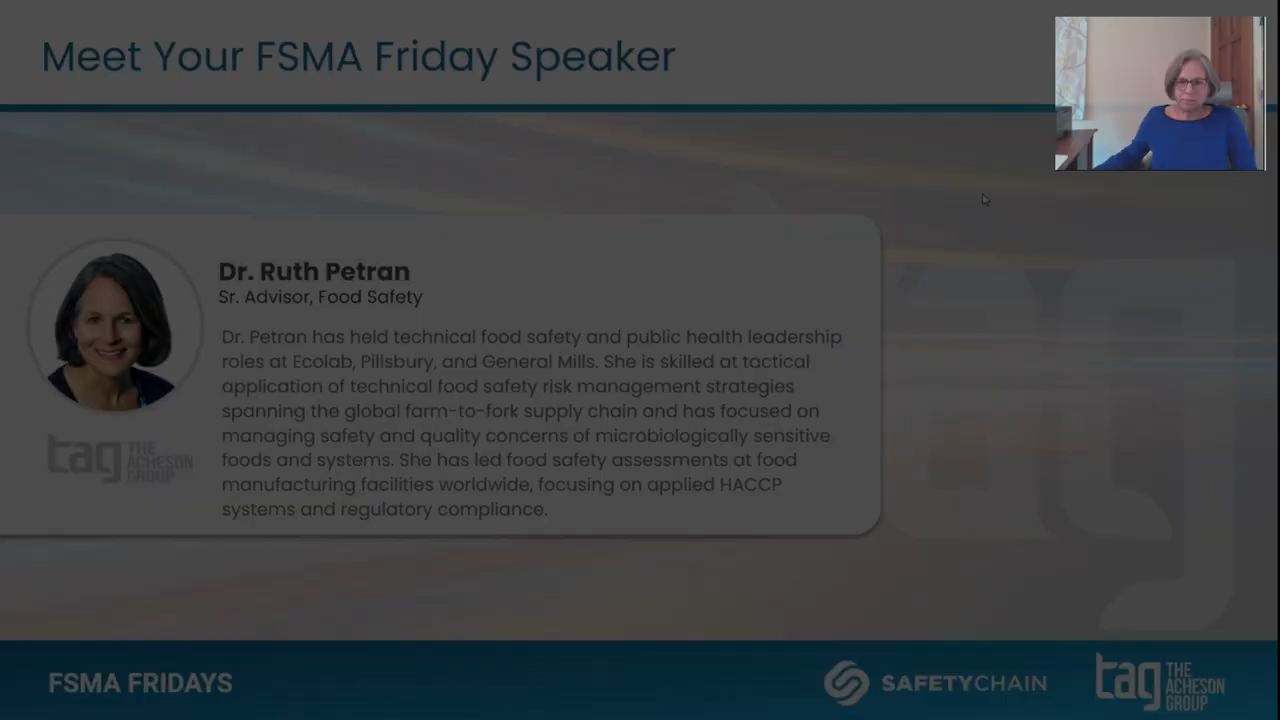 Meet Your FSMA Friday Speaker
Dr. Ruth Petran
Sr. Advisor, Food Safety
Dr. Petran has held technical food safety and public health leadership
roles at Ecolab, Pillsbury, and General Mills. She is skilled at tactical
application of technical food safety risk management strategies
spanning the global farm-to-fork supply chain and has focused on
managing safety and quality concerns of microbiologically sensitive
foods and systems. She has led food safety assessments at food
manufacturing facilities worldwide, focusing on applied HACCP
systems and regulatory compliance.
tag THE
ACHESON
GROUP
FSMA FRIDAYS
SAFETYCHAIN
tag THE
ACHESON
GROUP